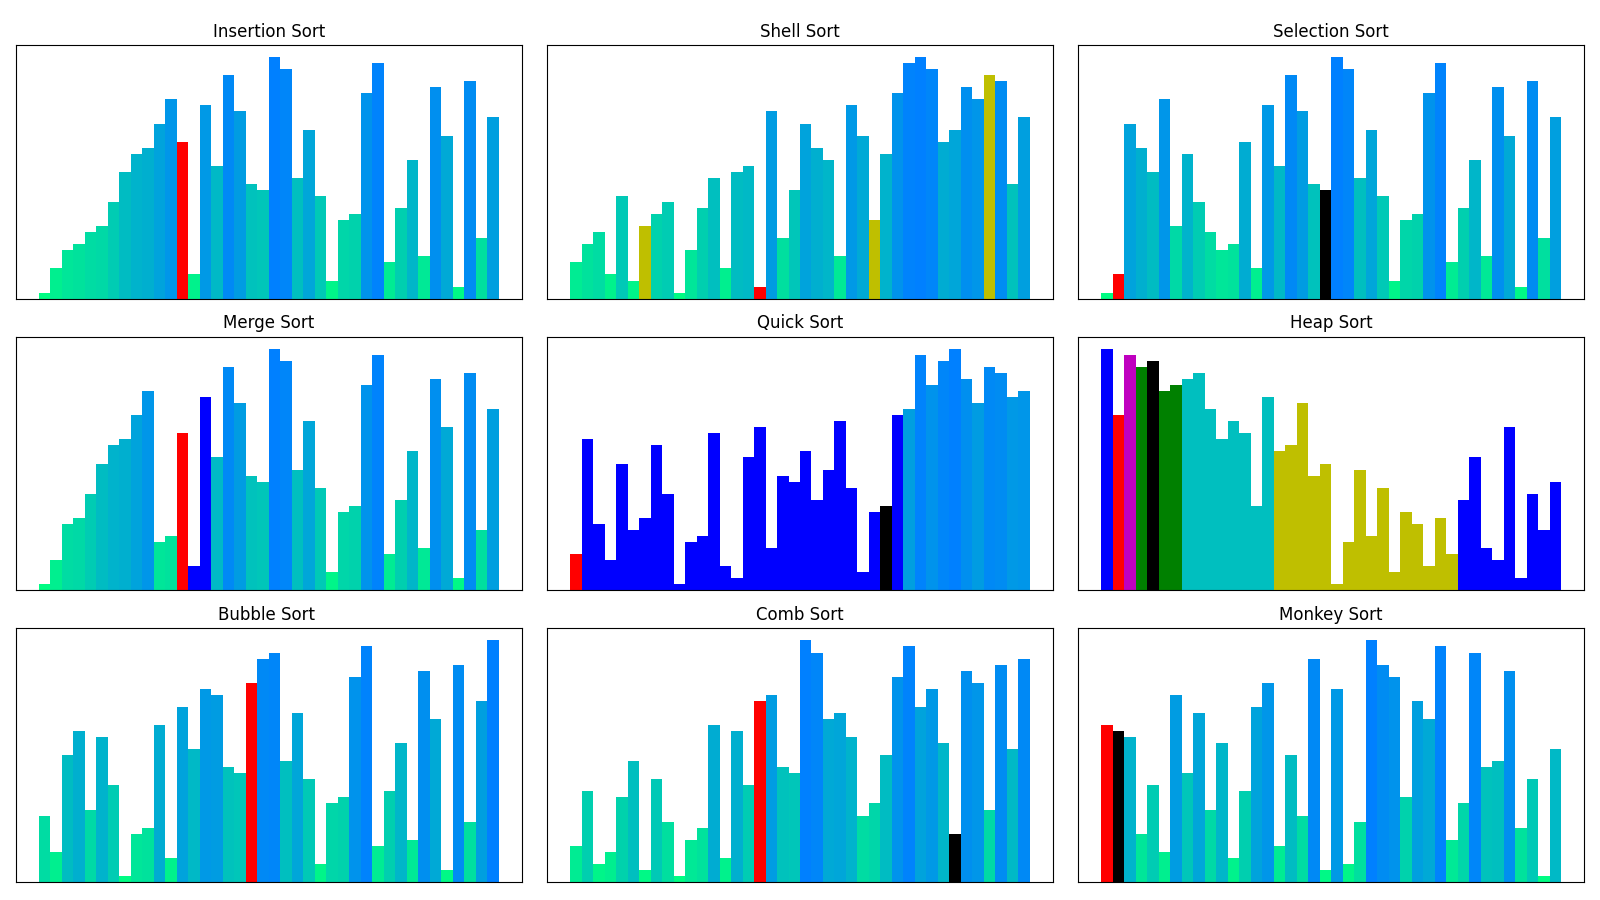 Insertion Sort
Shell Sort
Selection Sort
Merge Sort
Quick Sort
Heap Sort
Bubble Sort
Comb Sort
Monkey Sort